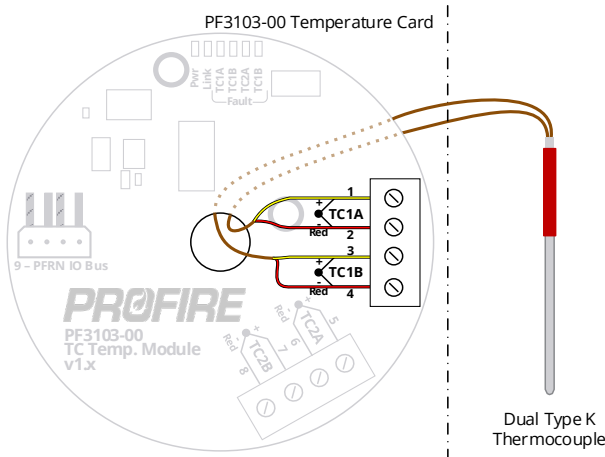 PF3103-00 Temperature Card
Pwr
Link
TC1A
TC1B
TC2A
TC1B
Fault
1
+
TC1A
-
Red
2
3
+
TC1B
-
Red
4
9 – PFRN IO Bus
PROFIRE
PF3103-00
TC Temp. Module
v1.x
5
+
TC2A
-
Red
6
7
+
TC2B
-
Red
8
Dual Type K
Thermocouple